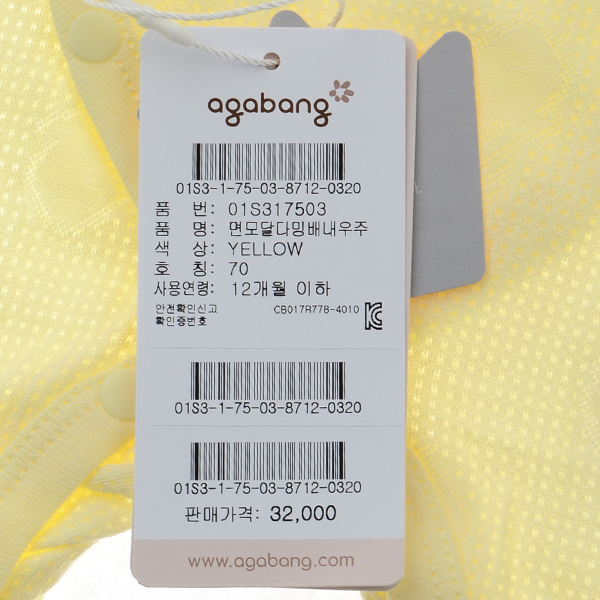 agabang
01S3-1-75-03-8712-0320
품 번: 01S317503
품 명: 면모달다밍배내우주
색 상: YELLOW
호 칭: 70
사용연령: 12개월 이하
안전확인신고
확인증번호 CB017R778-4010
01S3-1-75-03-8712-0320
01S3-1-75-03-8712-0320
판매가격: 32,000
www.agabang.com